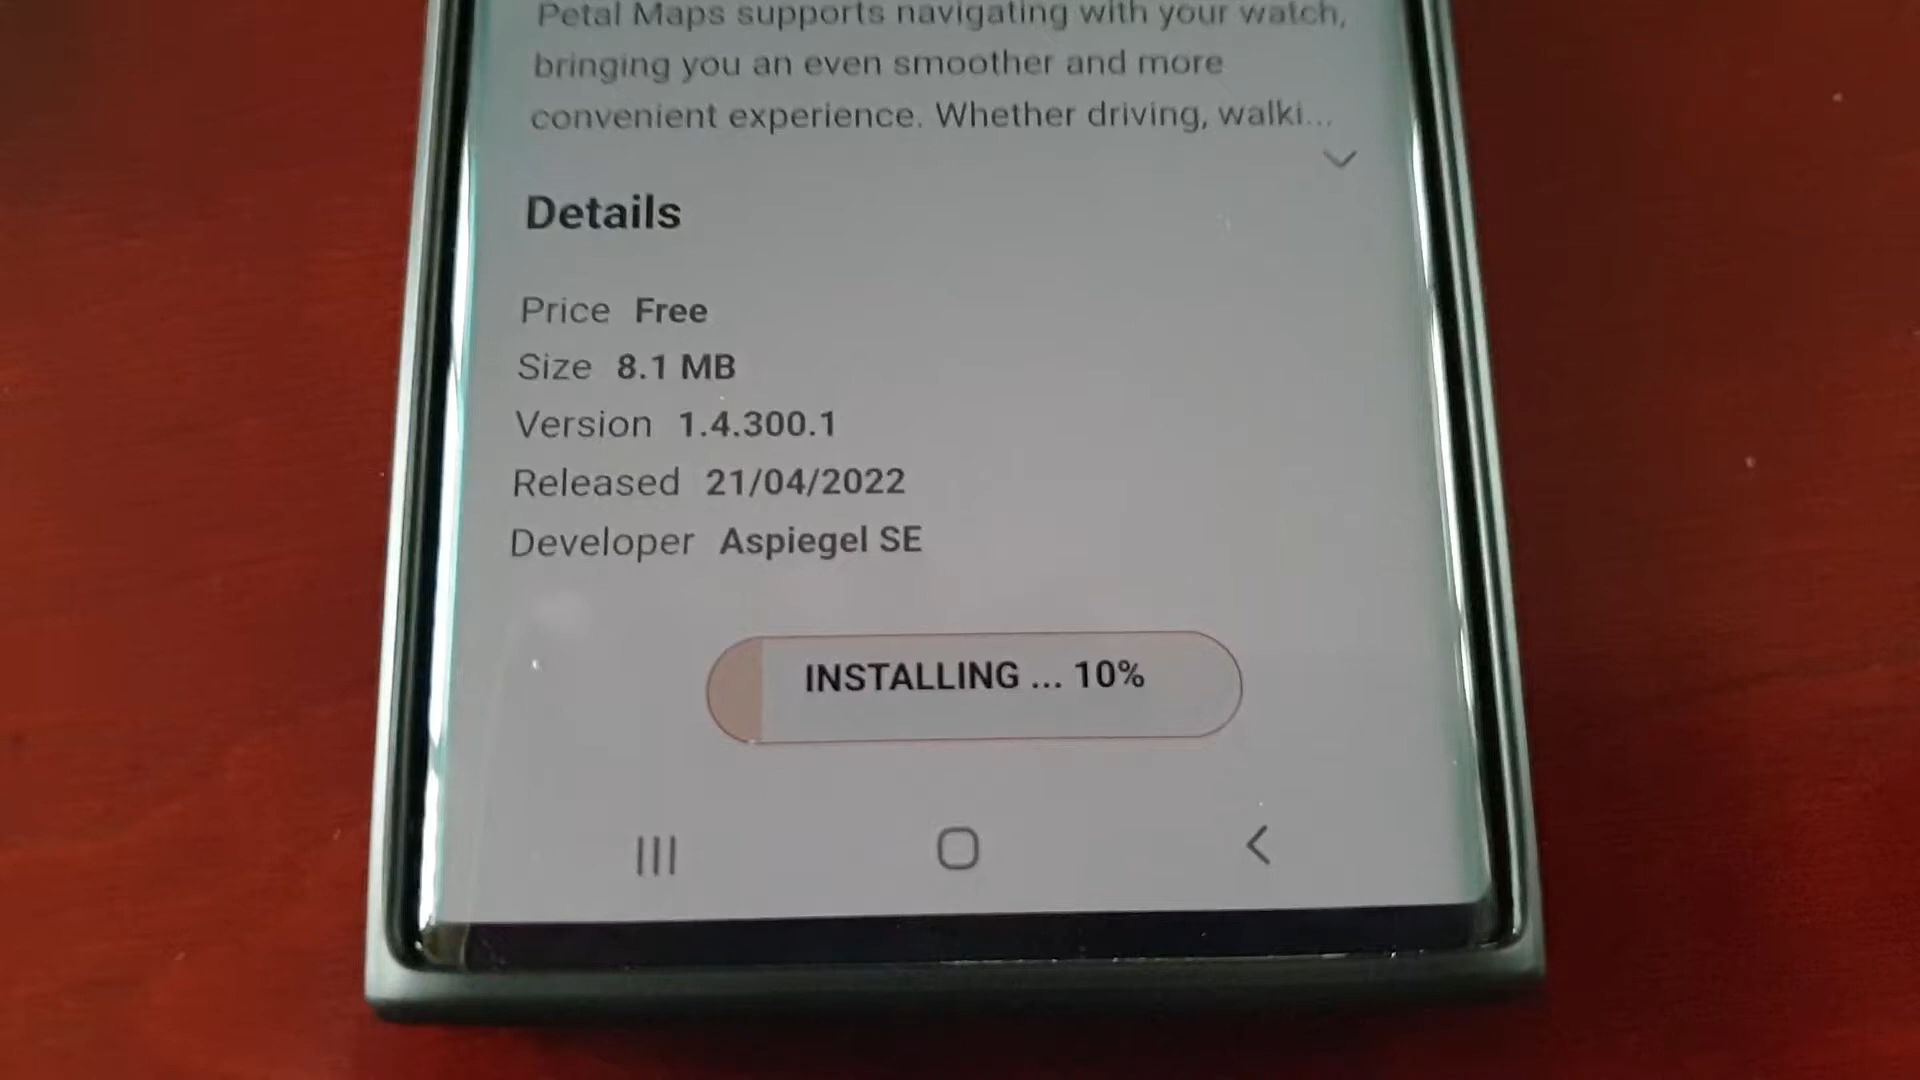 Petal Maps supports navigating with your watch,
bringing you an even smoother and more
convenient experience. Whether driving, walki...
Details
Price Free
Size 8.1 MB
Version 1.4.300.1
Released 21/04/2022
Developer Aspiegel SE
INSTALLING ... 10%